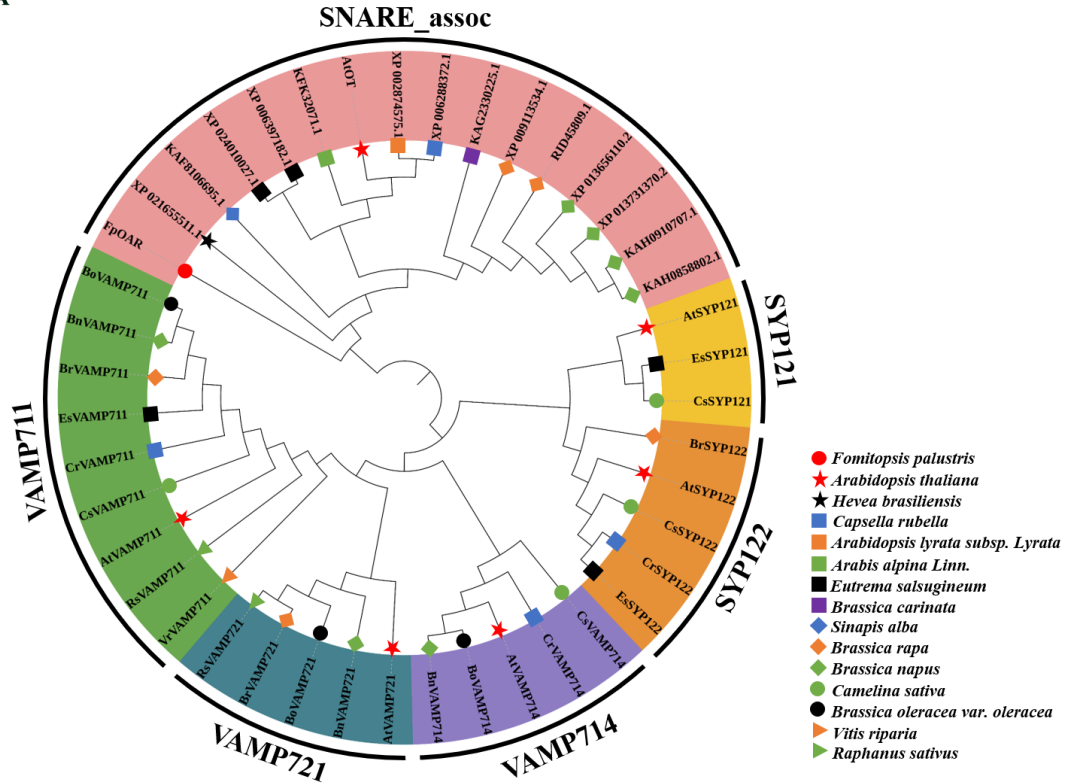 A
SNARE_assoc
FpOAR
XP 021655511.1
KAF8106695.1
XP 024010027.1
XP 006397182.1
KFK32071.1
AtOT
XP 002874575.1
XP 006288372.1
KAG2330225.1
XP 009113534.1
RID45809.1
XP 013656110.2
XP 013731370.2
KAH0910707.1
KAH0858802.1
SYP121
AtSYP121
EsSYP121
CsSYP121
SYP122
BrSYP122
AtSYP122
CsSYP122
CrSYP122
EsSYP122
VAMP714
CsVAMP714
CrVAMP714
AtVAMP714
BoVAMP714
BnVAMP714
VAMP721
AtVAMP721
BnVAMP721
BoVAMP721
BrVAMP721
RsVAMP721
VAMP711
VrVAMP711
RsVAMP711
AtVAMP711
CsVAMP711
CrVAMP711
EsVAMP711
BrVAMP711
BnVAMP711
BoVAMP711
Fomitopsis palustris
Arabidopsis thaliana
Hevea brasiliensis
Capsella rubella
Arabidopsis lyrata subsp. Lyrata
Arabis alpina Linn.
Eutrema salsugineum
Brassica carinata
Sinapis alba
Brassica rapa
Brassica napus
Camelina sativa
Brassica oleracea var. oleracea
Vitis riparia
Raphanus sativus